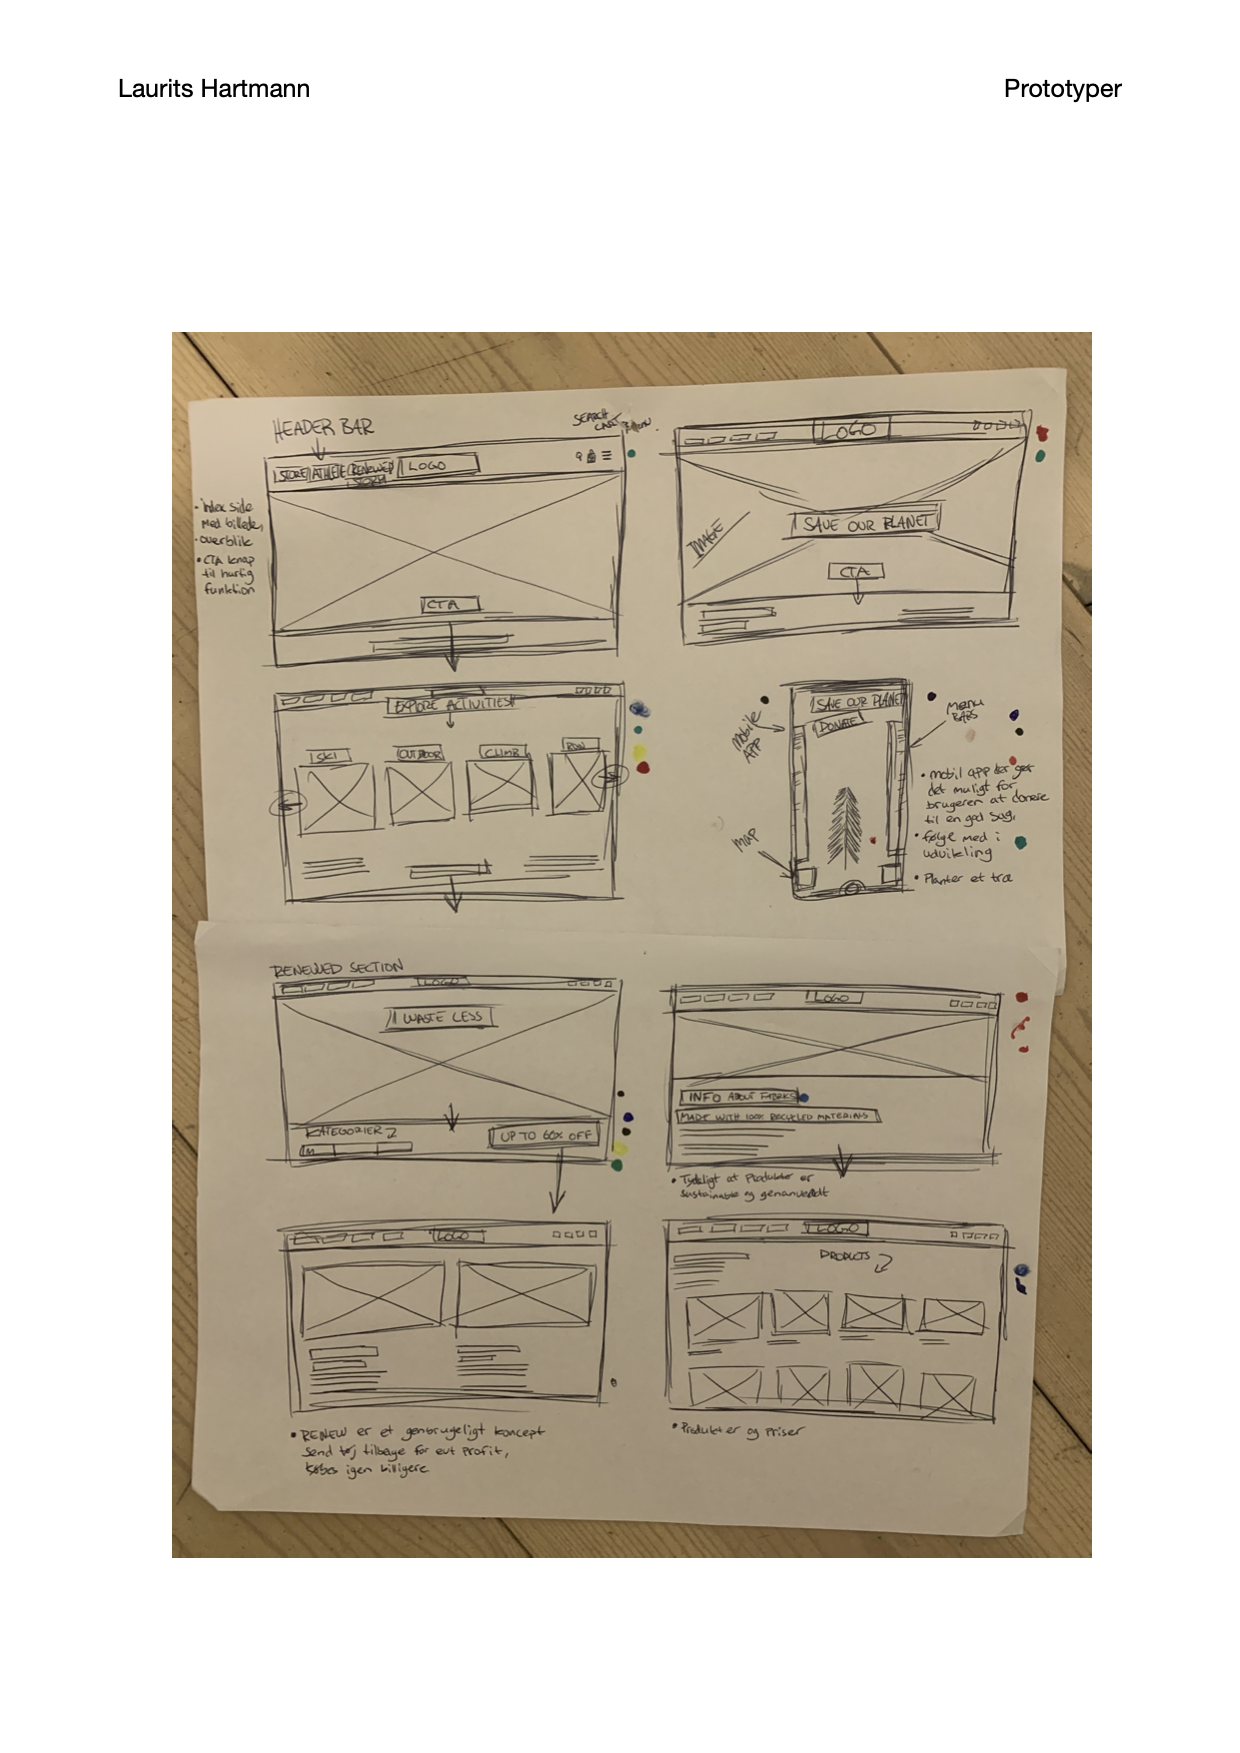 Laurits Hartmann
Prototyper
HEADER BAR
SEARCH
CART
STORE ATHLETE RENEWED LOGO
STORE
• Index side
med billede,
• overblik
• CTA knap
til hurtig
funktion
CTA
LOGO
IMAGE
SAVE OUR PLANET
CTA
EXPLORE ACTIVITIES
SKI
OUTDOOR
CLIMB
RUN
SAVE OUR PLANET
DONATE
Mobile
APP
MENU
BARS
MAP
• mobil app der gør
det muligt for
brugeren at donere
til en god sag,
• følge med i
udvikling
• Planter et træ
RENEWED SECTION
LOGO
WASTE LESS
KATEGORIER
UP TO 60% OFF
LOGO
INFO ABOUT FABRICS
MADE WITH 100% RECYCLED MATERIALS
• Tydeligt at Produkter er
sustainable og genanvendt
LOGO
• RENEW er et genbrugeligt koncept
Send tøj tilbage for evt Profit,
købes igen billigere
LOGO
PRODUCTS
• Produkter og Priser